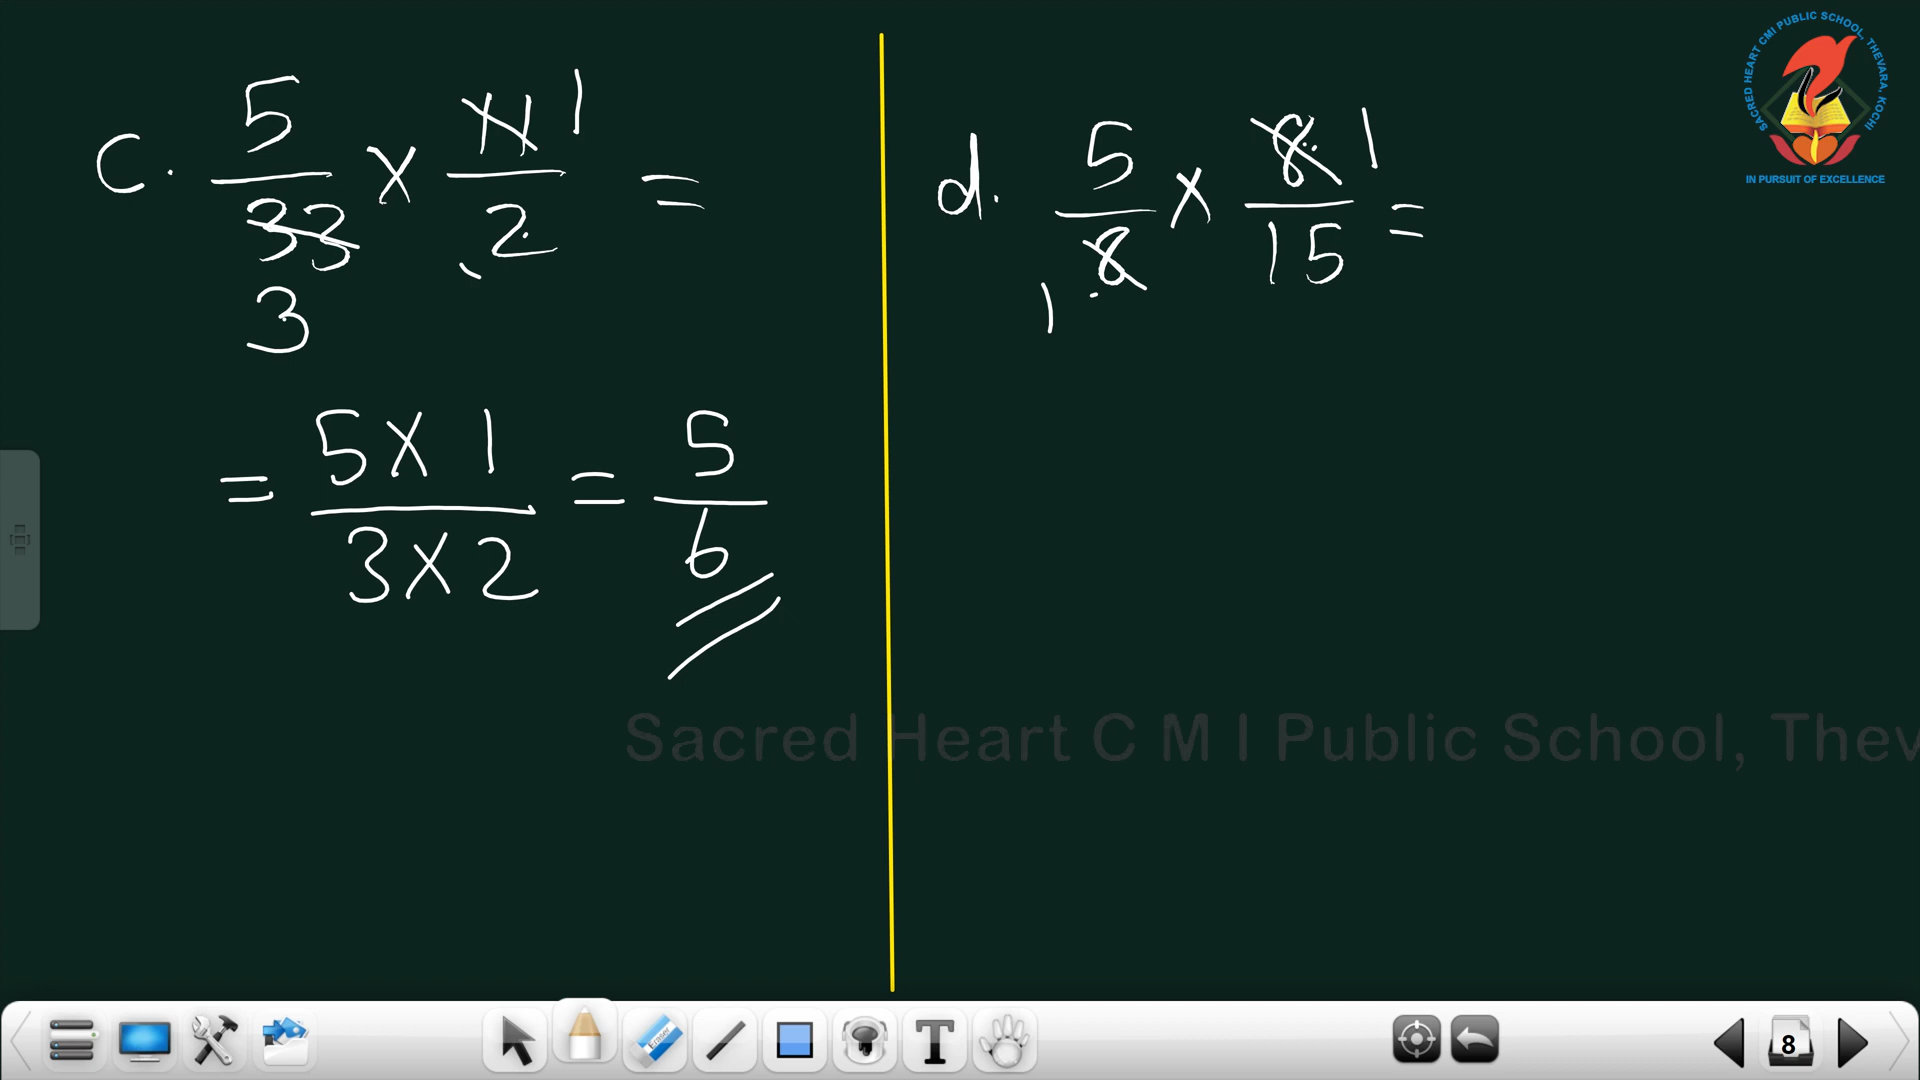 c. 5/33 × 11/2 =
1
3
= 5 × 1 / 3 × 2 = 5/6
d. 5/8 × 8/15 =
1
1
SACRED HEART CMI PUBLIC SCHOOL, THEVARA, KOCHI
IN PURSUIT OF EXCELLENCE
Sacred Heart C M I Public School, Thev
Eraser
T
8